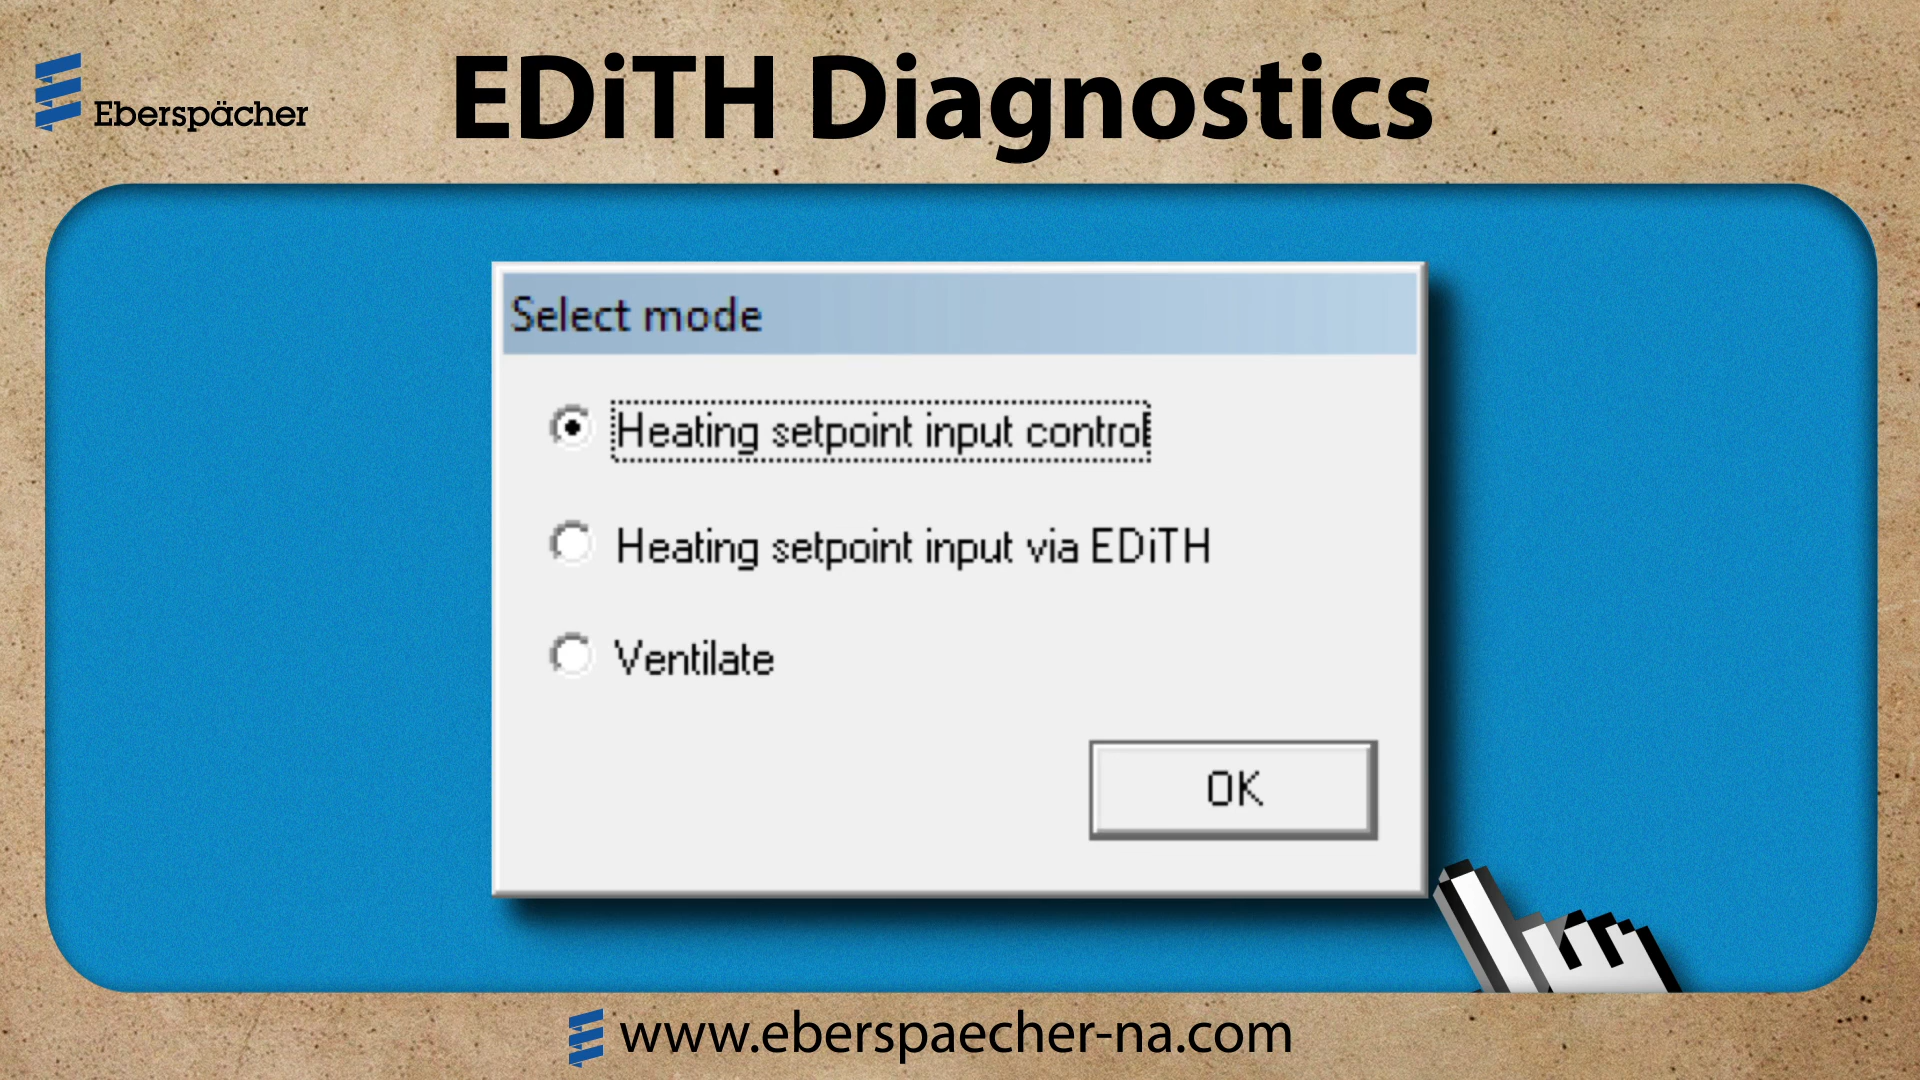 Eberspächer
EDiTH Diagnostics
Select mode
Heating setpoint input control
Heating setpoint input via EDiTH
Ventilate
OK
www.eberspaecher-na.com